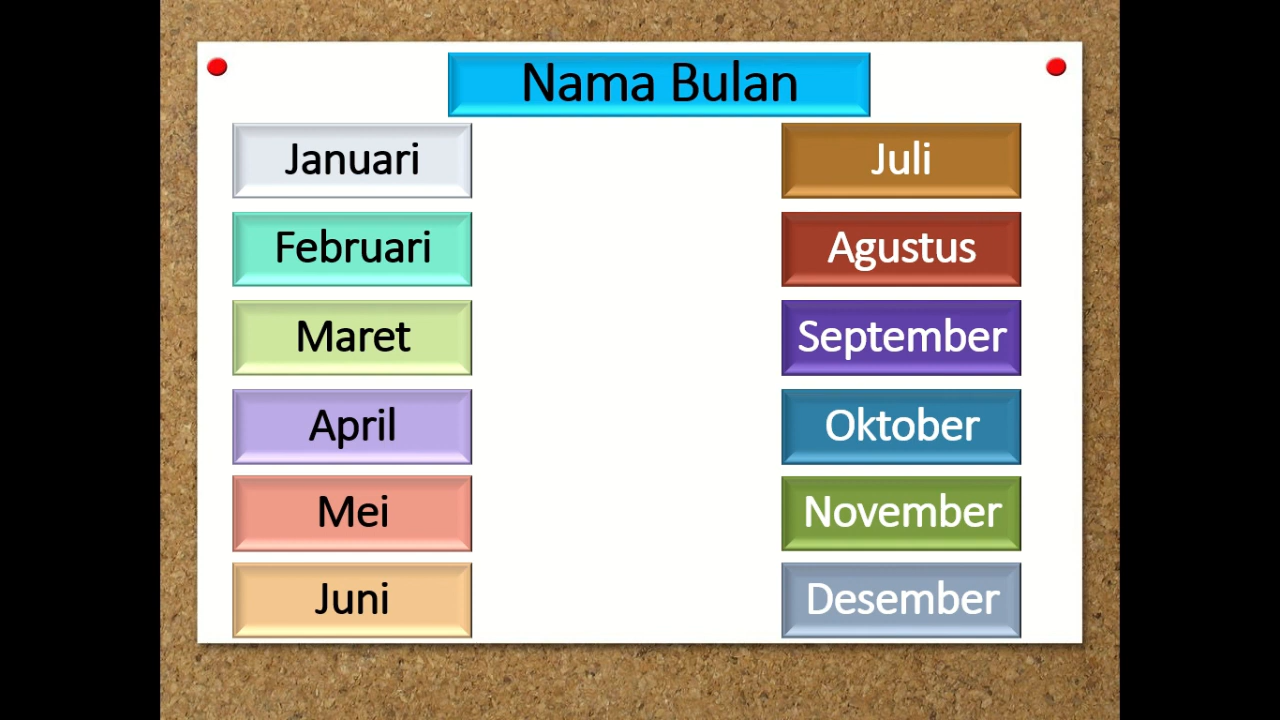 Nama Bulan
Januari
Februari
Maret
April
Mei
Juni
Juli
Agustus
September
Oktober
November
Desember